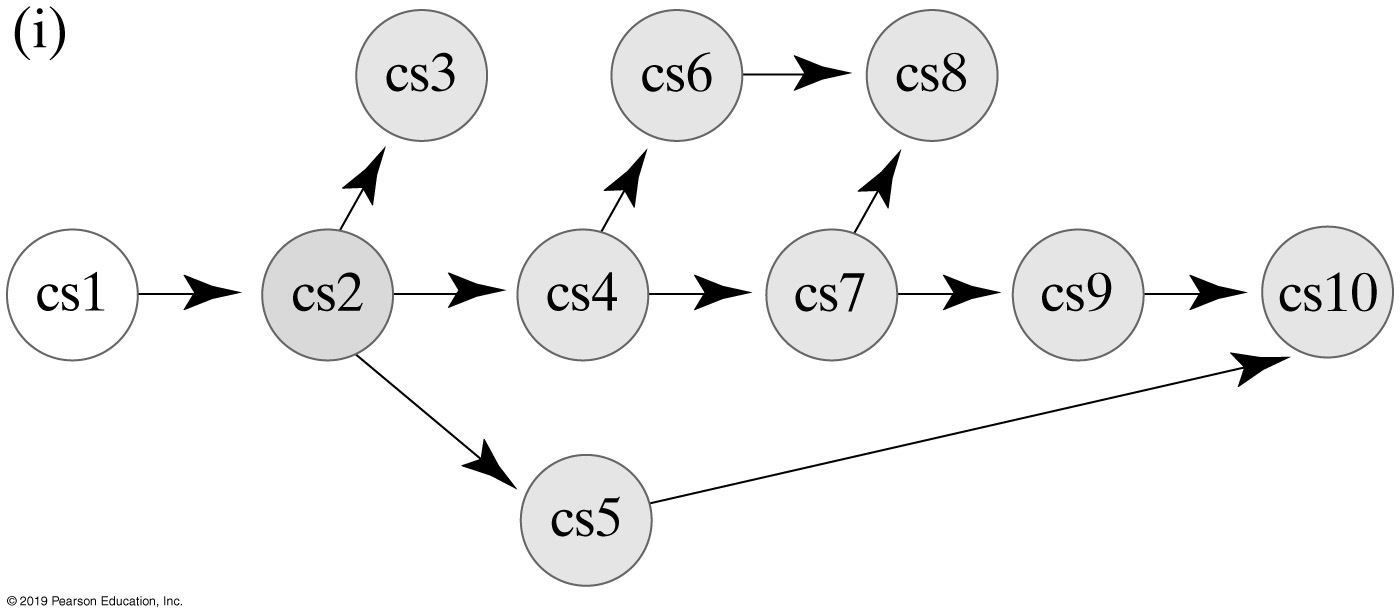 (i)
cs3
cs6
cs8
cs1
cs2
cs4
cs7
cs9
cs10
cs5
© 2019 Pearson Education, Inc.